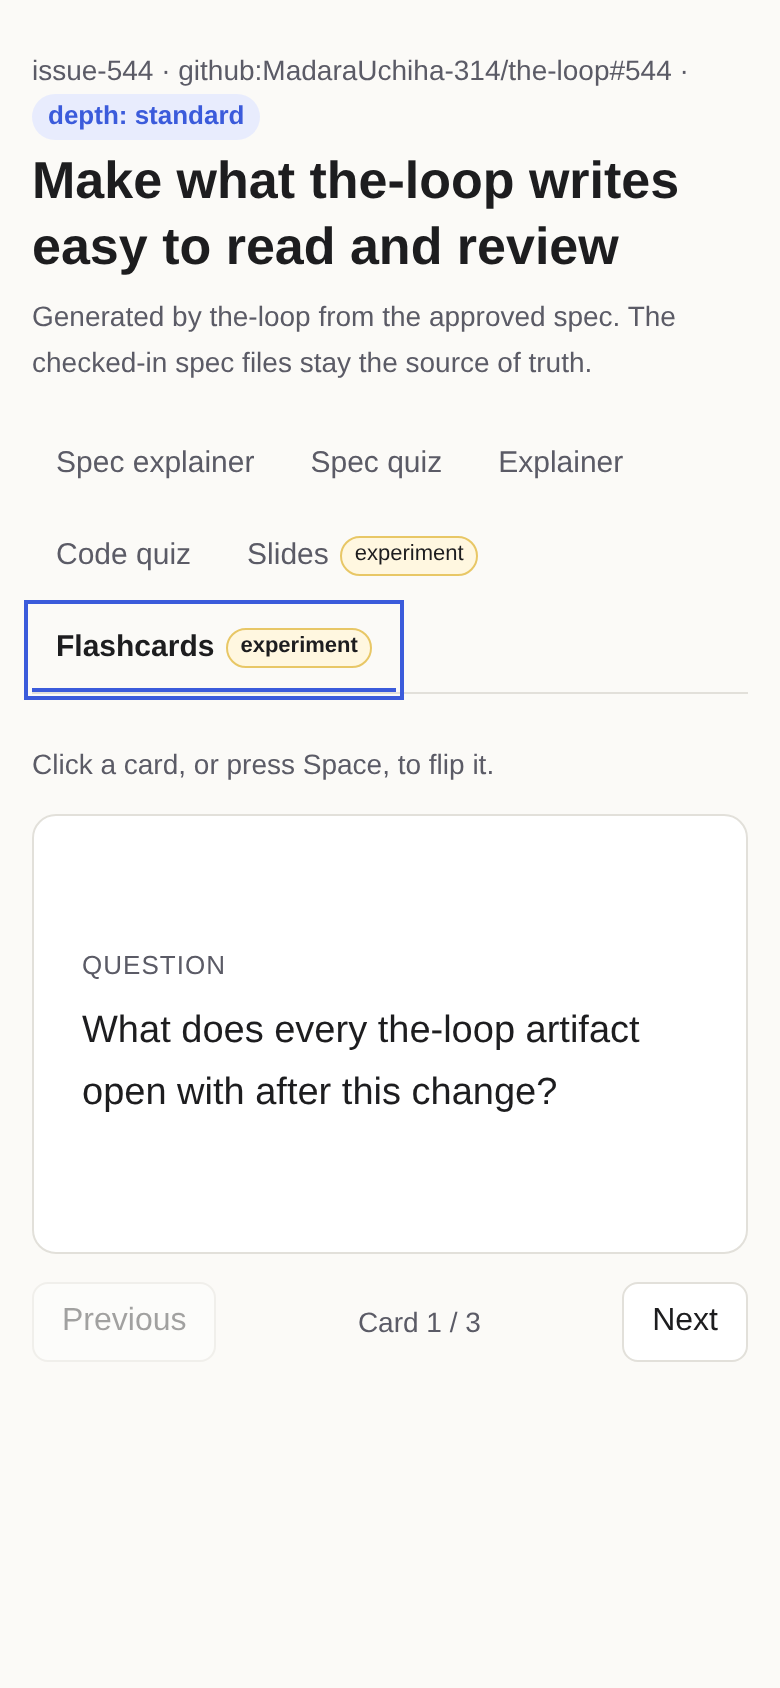 issue-544 · github:MadaraUchiha-314/the-loop#544 ·
depth: standard
Make what the-loop writes
easy to read and review
Generated by the-loop from the approved spec. The
checked-in spec files stay the source of truth.
Spec explainer Spec quiz Explainer
Code quiz Slides experiment
Flashcards experiment
Click a card, or press Space, to flip it.
QUESTION
What does every the-loop artifact
open with after this change?
Previous Card 1 / 3 Next